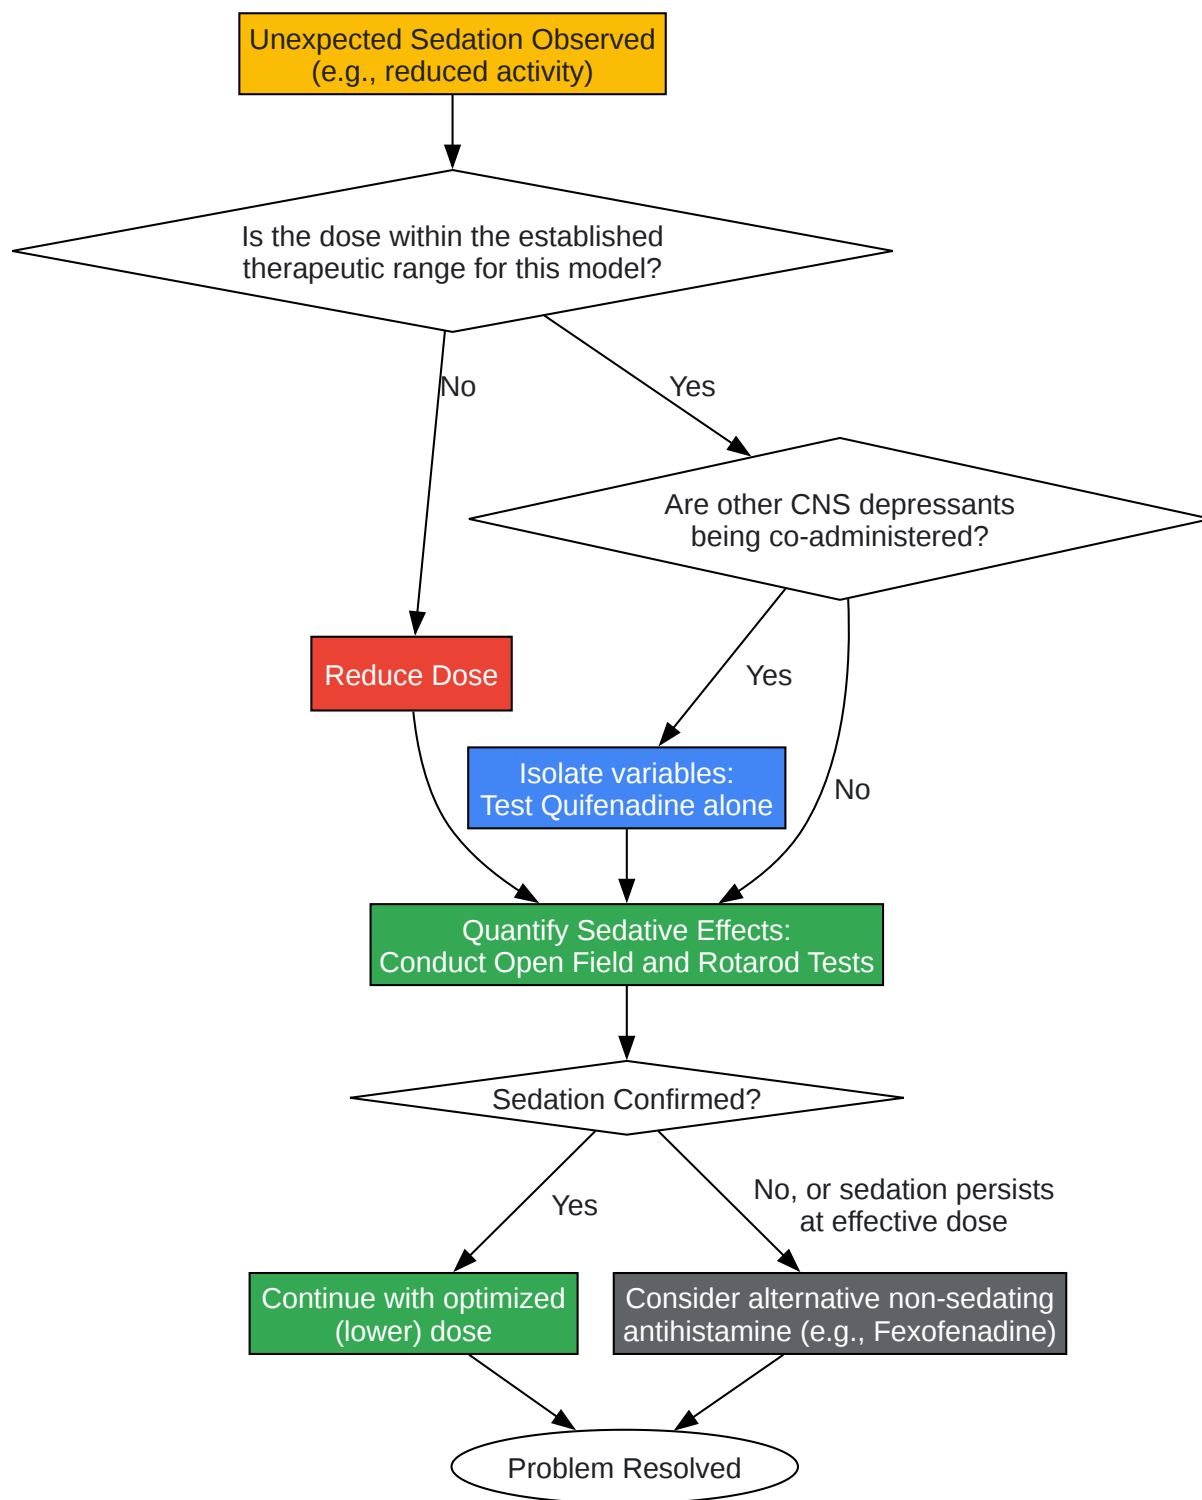 Unexpected Sedation Observed
(e.g., reduced activity)
Is the dose within the established
therapeutic range for this model?
No
Yes
Are other CNS depressants
being co-administered?
Reduce Dose
Yes
Isolate variables:
Test Quifenadine alone
No
Quantify Sedative Effects:
Conduct Open Field and Rotarod Tests
Sedation Confirmed?
Yes
No, or sedation persists
at effective dose
Continue with optimized
(lower) dose
Consider alternative non-sedating
antihistamine (e.g., Fexofenadine)
Problem Resolved